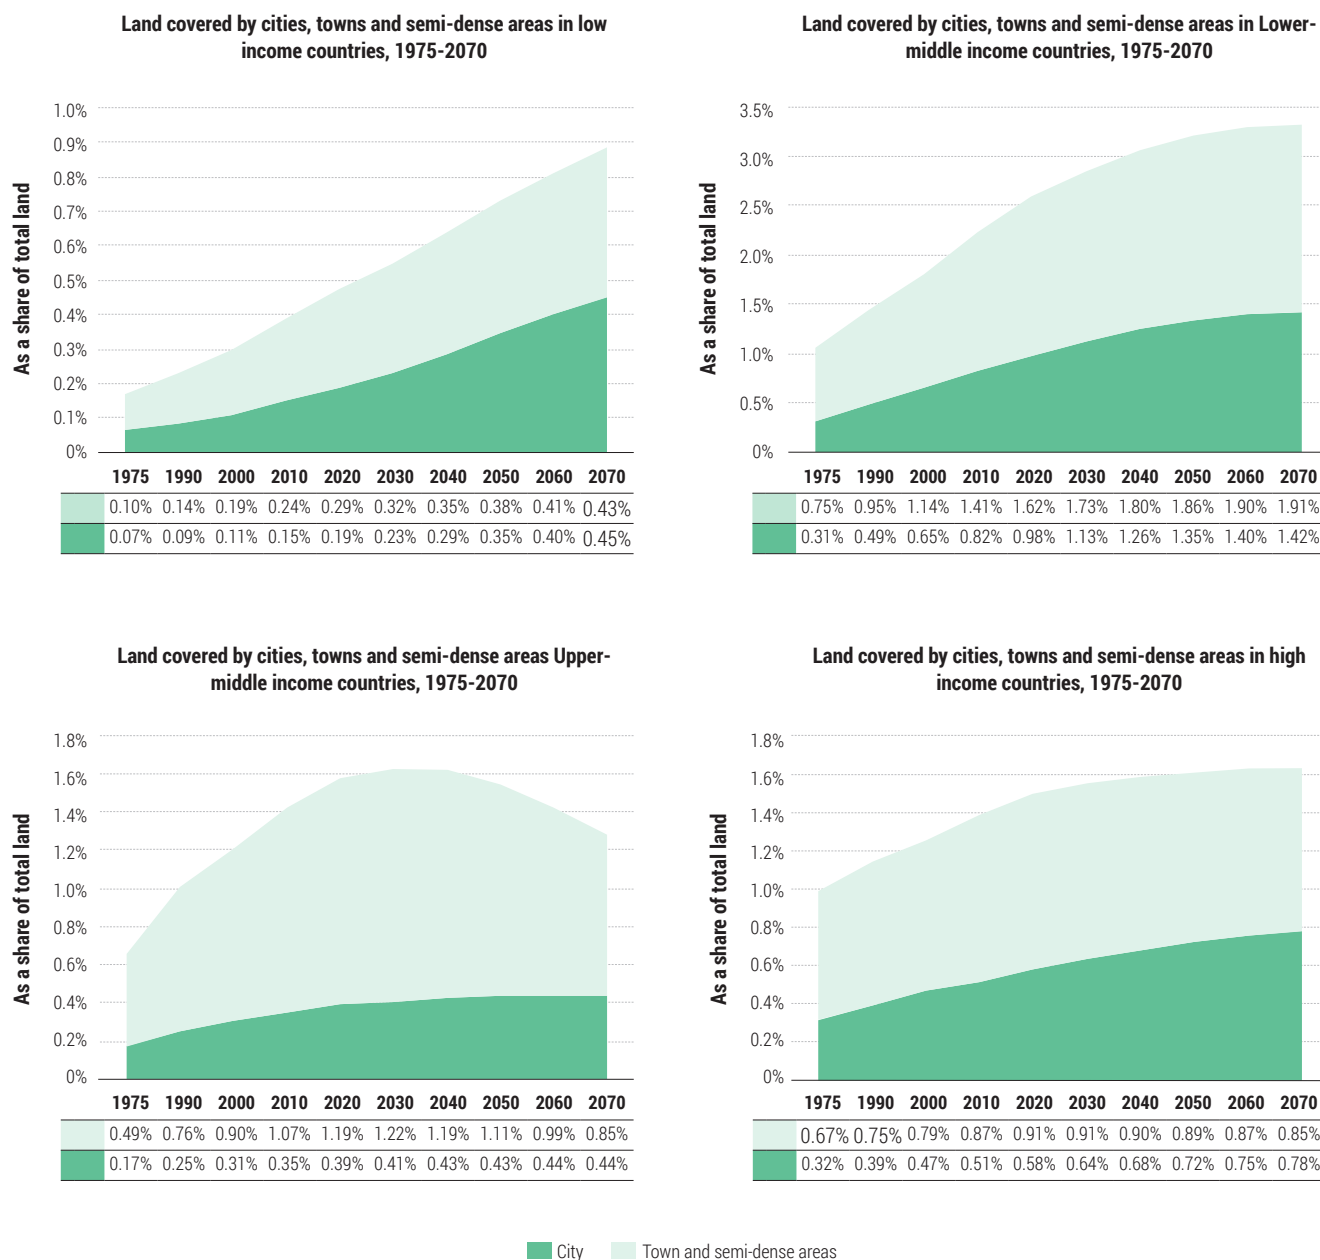 Land covered by cities, towns and semi-dense areas in low
income countries, 1975-2070
As a share of total land
1.0%
0.9%
0.8%
0.7%
0.6%
0.5%
0.4%
0.3%
0.2%
0.1%
0%
1975 1990 2000 2010 2020 2030 2040 2050 2060 2070
0.10% 0.14% 0.19% 0.24% 0.29% 0.32% 0.35% 0.38% 0.41% 0.43%
0.07% 0.09% 0.11% 0.15% 0.19% 0.23% 0.29% 0.35% 0.40% 0.45%
Land covered by cities, towns and semi-dense areas in Lower-
middle income countries, 1975-2070
As a share of total land
3.5%
3.0%
2.5%
2.0%
1.5%
1.0%
0.5%
0%
1975 1990 2000 2010 2020 2030 2040 2050 2060 2070
0.75% 0.95% 1.14% 1.41% 1.62% 1.73% 1.80% 1.86% 1.90% 1.91%
0.31% 0.49% 0.65% 0.82% 0.98% 1.13% 1.26% 1.35% 1.40% 1.42%
Land covered by cities, towns and semi-dense areas Upper-
middle income countries, 1975-2070
As a share of total land
1.8%
1.6%
1.4%
1.2%
1.0%
0.8%
0.6%
0.4%
0.2%
0%
1975 1990 2000 2010 2020 2030 2040 2050 2060 2070
0.49% 0.76% 0.90% 1.07% 1.19% 1.22% 1.19% 1.11% 0.99% 0.85%
0.17% 0.25% 0.31% 0.35% 0.39% 0.41% 0.43% 0.43% 0.44% 0.44%
Land covered by cities, towns and semi-dense areas in high
income countries, 1975-2070
As a share of total land
1.8%
1.6%
1.4%
1.2%
1.0%
0.8%
0.6%
0.4%
0.2%
0%
1975 1990 2000 2010 2020 2030 2040 2050 2060 2070
0.67% 0.75% 0.79% 0.87% 0.91% 0.91% 0.90% 0.89% 0.87% 0.85%
0.32% 0.39% 0.47% 0.51% 0.58% 0.64% 0.68% 0.72% 0.75% 0.78%
City Town and semi-dense areas